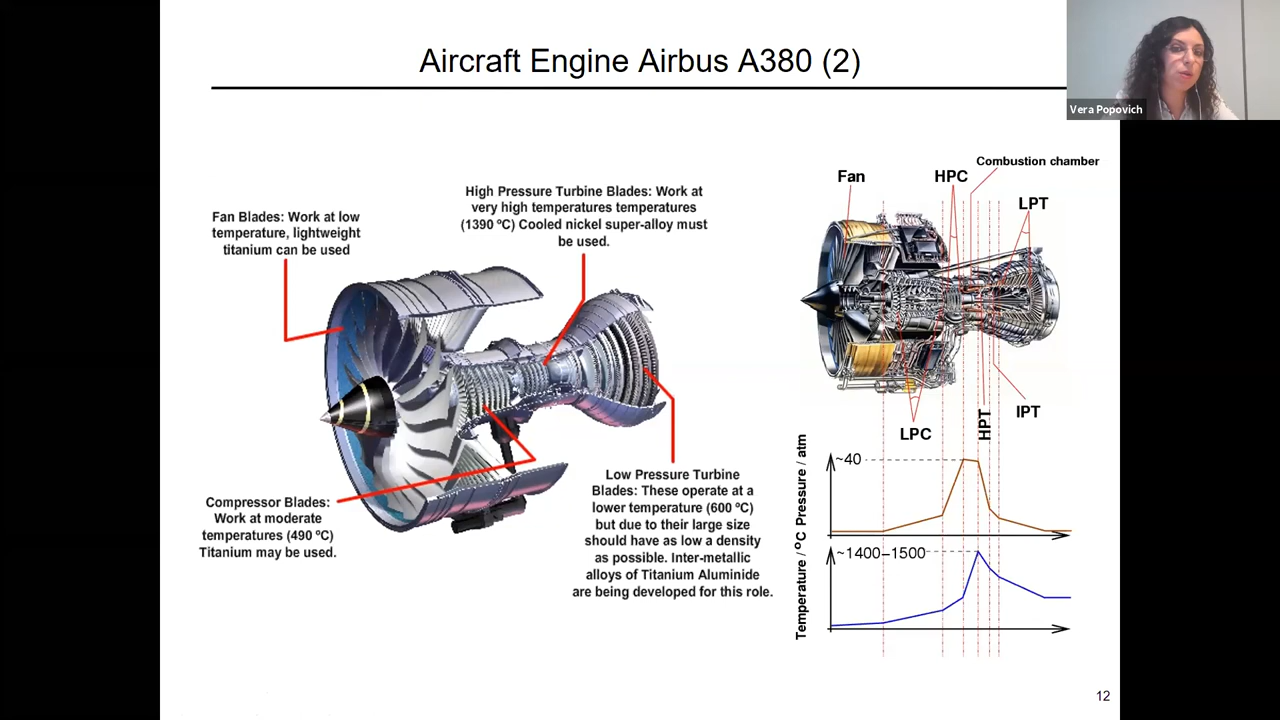 Aircraft Engine Airbus A380 (2)
Vera Popovich
Fan Blades: Work at low
temperature, lightweight
titanium can be used
High Pressure Turbine Blades: Work at
very high temperatures temperatures
(1390 ºC) Cooled nickel super-alloy must
be used.
Compressor Blades:
Work at moderate
temperatures (490 ºC)
Titanium may be used.
Low Pressure Turbine
Blades: These operate at a
lower temperature (600 ºC)
but due to their large size
should have as low a density
as possible. Inter-metallic
alloys of Titanium Aluminide
are being developed for this role.
Combustion chamber
Fan
HPC
LPT
LPC
HPT
IPT
Temperature / ºC Pressure / atm
~40
~1400–1500
12